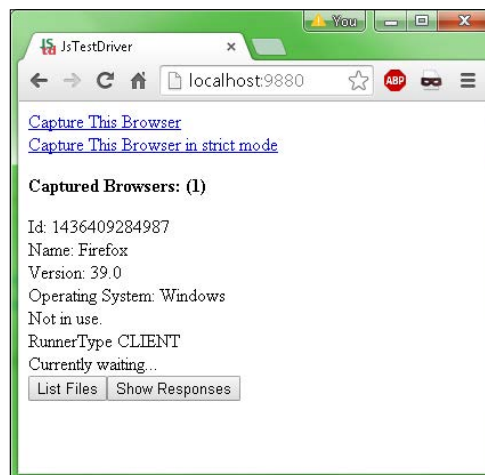 You
JsTestDriver
localhost:9880
ABP
Capture This Browser
Capture This Browser in strict mode
Captured Browsers: (1)
Id: 1436409284987
Name: Firefox
Version: 39.0
Operating System: Windows
Not in use.
RunnerType CLIENT
Currently waiting...
List Files Show Responses